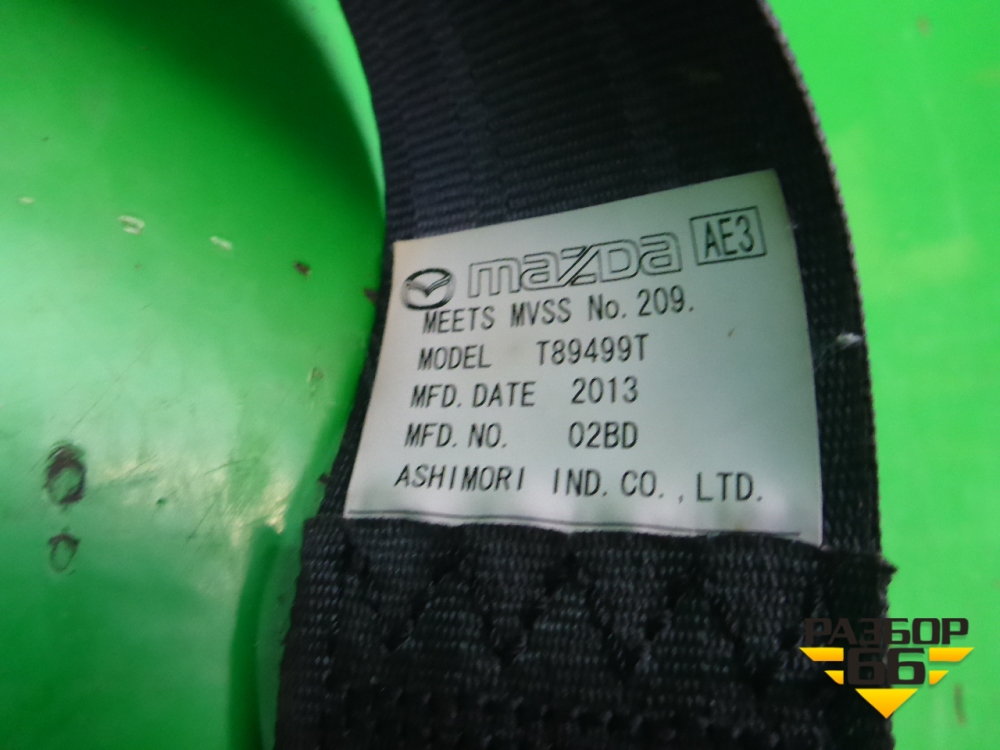 mazda AE3
MEETS MVSS No. 209.
MODEL T89499T
MFD. DATE 2013
MFD. NO. 02BD
ASHIMORI IND. CO., LTD.
РАЗБОР
66